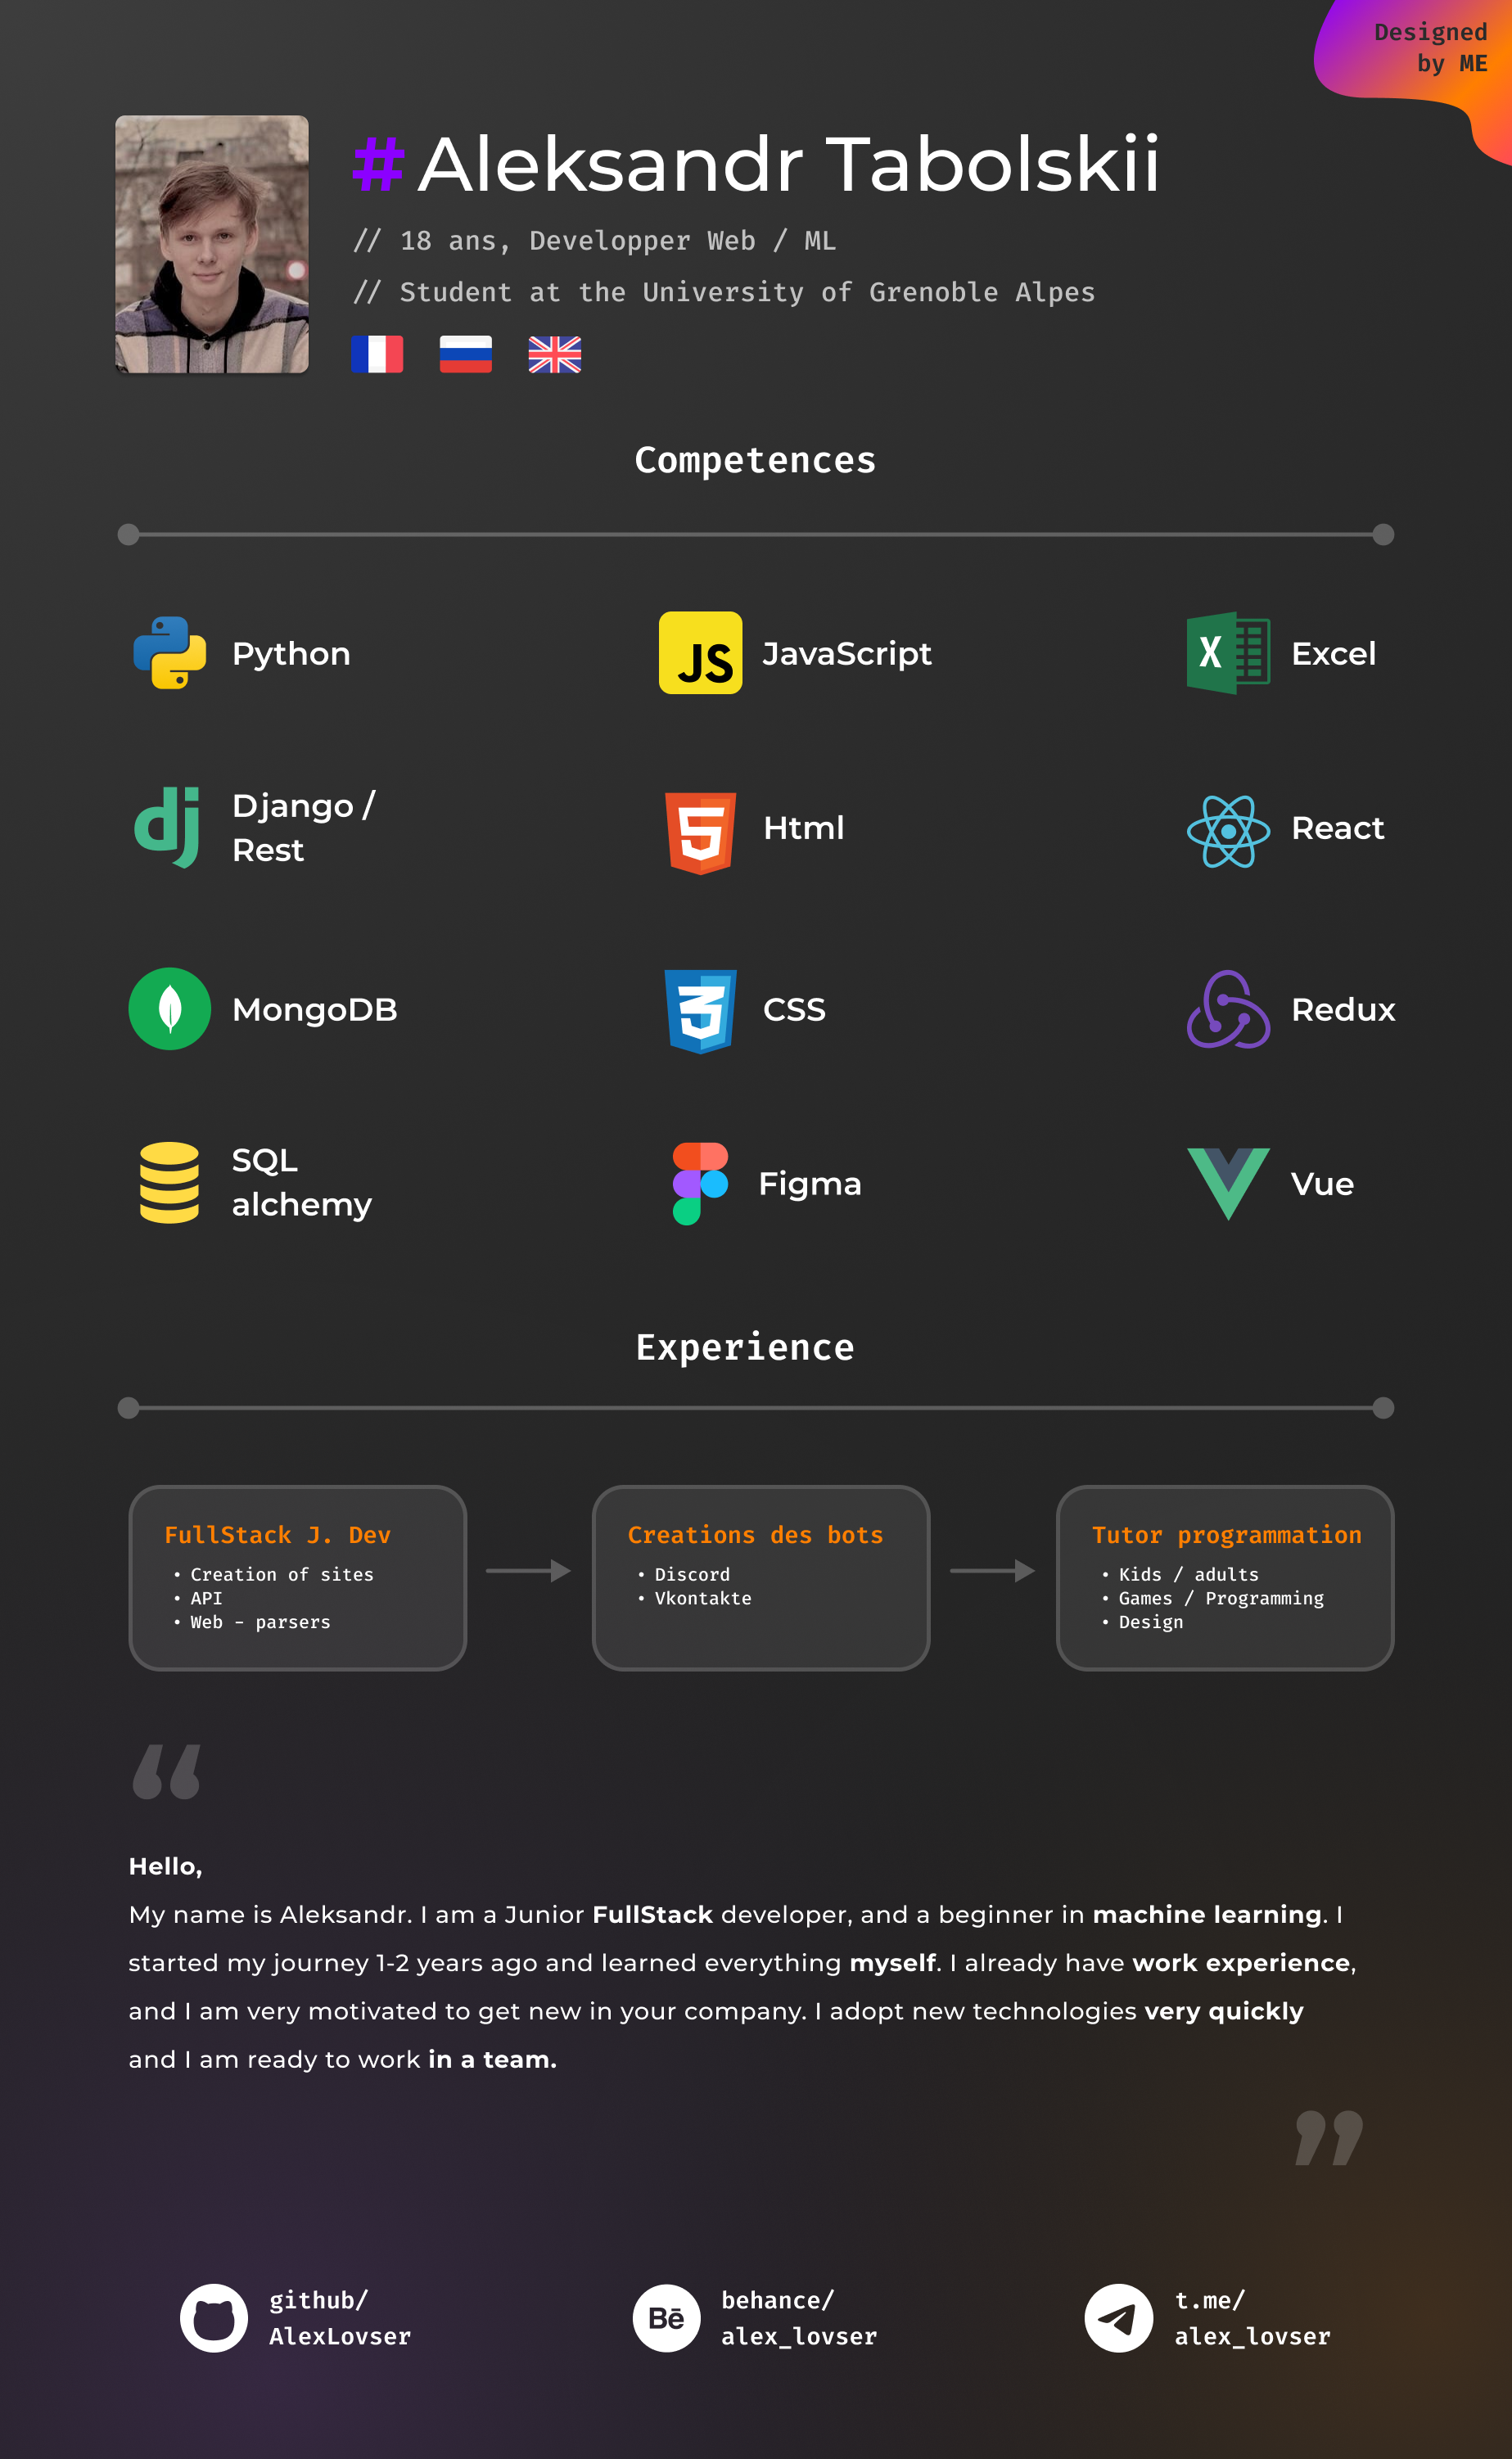 Designed
by ME
# Aleksandr Tabolskii
// 18 ans, Developper Web / ML
// Student at the University of Grenoble Alpes
Competences
Python
JS
JavaScript
X
Excel
dj
Django /
Rest
5
Html
React
MongoDB
3
CSS
Redux
SQL
alchemy
Figma
Vue
Experience
FullStack J. Dev
• Creation of sites
• API
• Web - parsers
Creations des bots
• Discord
• Vkontakte
Tutor programmation
• Kids / adults
• Games / Programming
• Design
“
Hello,
My name is Aleksandr. I am a Junior FullStack developer, and a beginner in machine learning. I
started my journey 1-2 years ago and learned everything myself. I already have work experience,
and I am very motivated to get new in your company. I adopt new technologies very quickly
and I am ready to work in a team.
”
github/
AlexLovser
Bē
behance/
alex_lovser
t.me/
alex_lovser